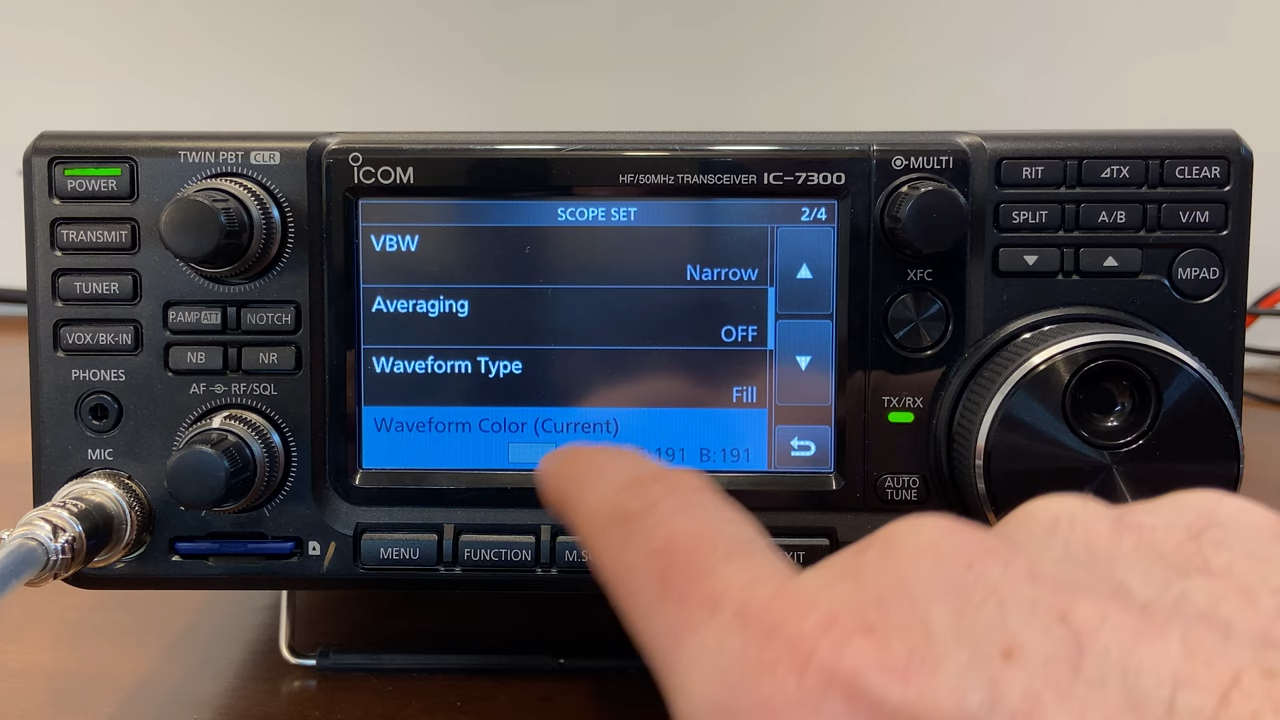 POWER
TRANSMIT
TUNER
VOX/BK-IN
PHONES
MIC
TWIN PBT CLR
P.AMP ATT
NOTCH
NB
NR
AF RF/SQL
ICOM
HF/50MHz TRANSCEIVER IC-7300
SCOPE SET 2/4
VBW
Narrow
Averaging
OFF
Waveform Type
Fill
Waveform Color (Current)
:191 B:191
MENU
FUNCTION
MULTI
XFC
TX/RX
AUTO
TUNE
RIT
⊿TX
CLEAR
SPLIT
A/B
V/M
MPAD